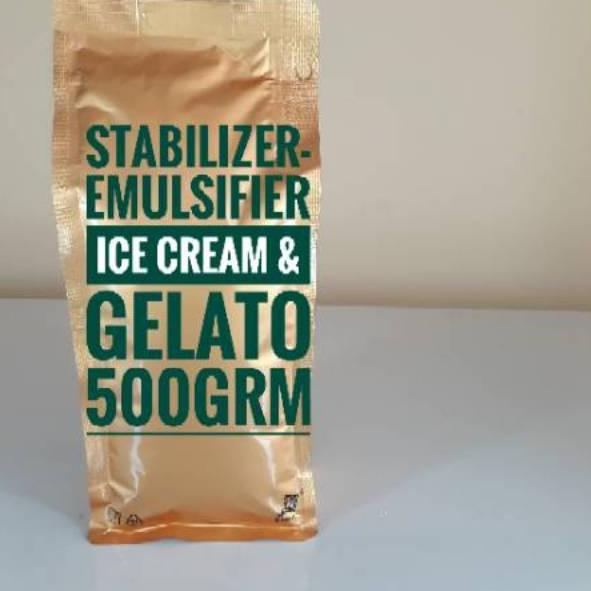 STABILIZER-
EMULSIFIER
ICE CREAM &
GELATO
500GRM